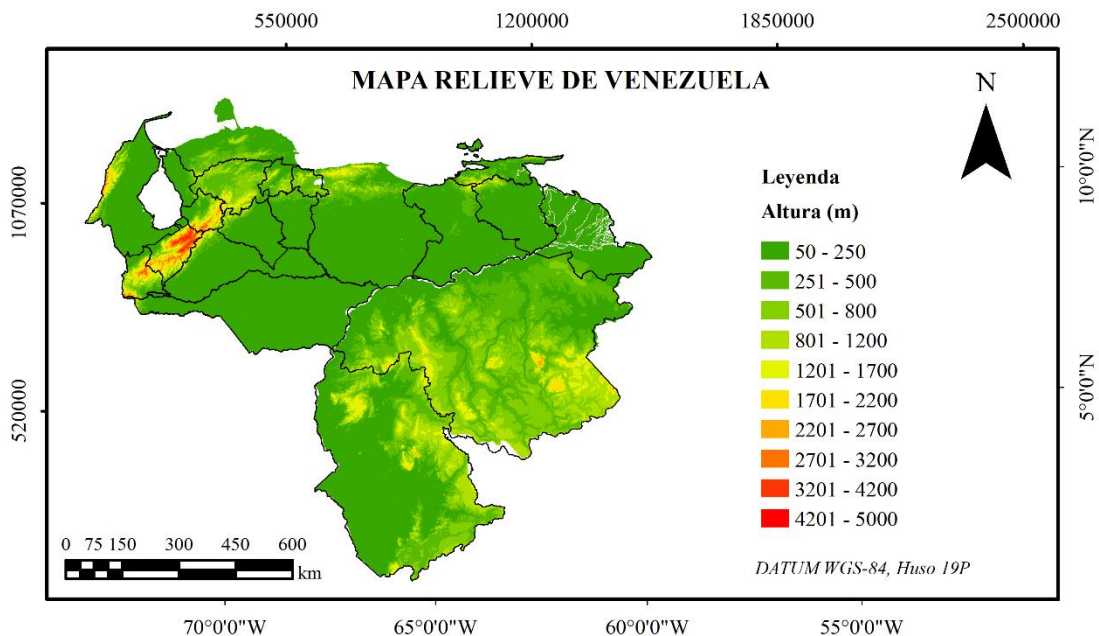 550000 1200000 1850000 2500000
MAPA RELIEVE DE VENEZUELA
N
10°0'0"N
1070000
Leyenda
Altura (m)
50 - 250
251 - 500
501 - 800
801 - 1200
1201 - 1700
1701 - 2200
2201 - 2700
2701 - 3200
3201 - 4200
4201 - 5000
5°0'0"N
520000
0 75 150 300 450 600
km
DATUM WGS-84, Huso 19P
70°0'0"W 65°0'0"W 60°0'0"W 55°0'0"W